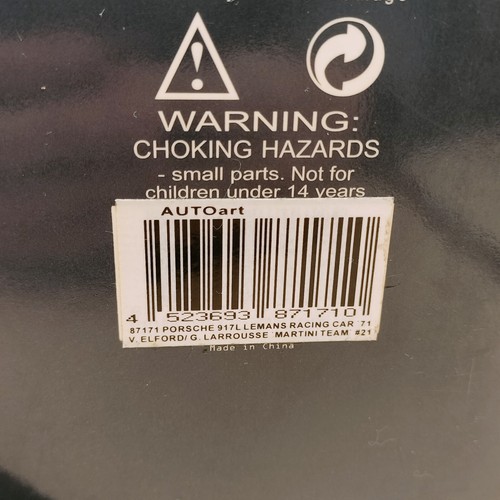 WARNING:
CHOKING HAZARDS
- small parts. Not for
children under 14 years
AUTOart
4 523693 871710
87171 PORSCHE 917L LEMANS RACING CAR 71
V. ELFORD/ G. LARROUSSE MARTINI TEAM #21
Made in China